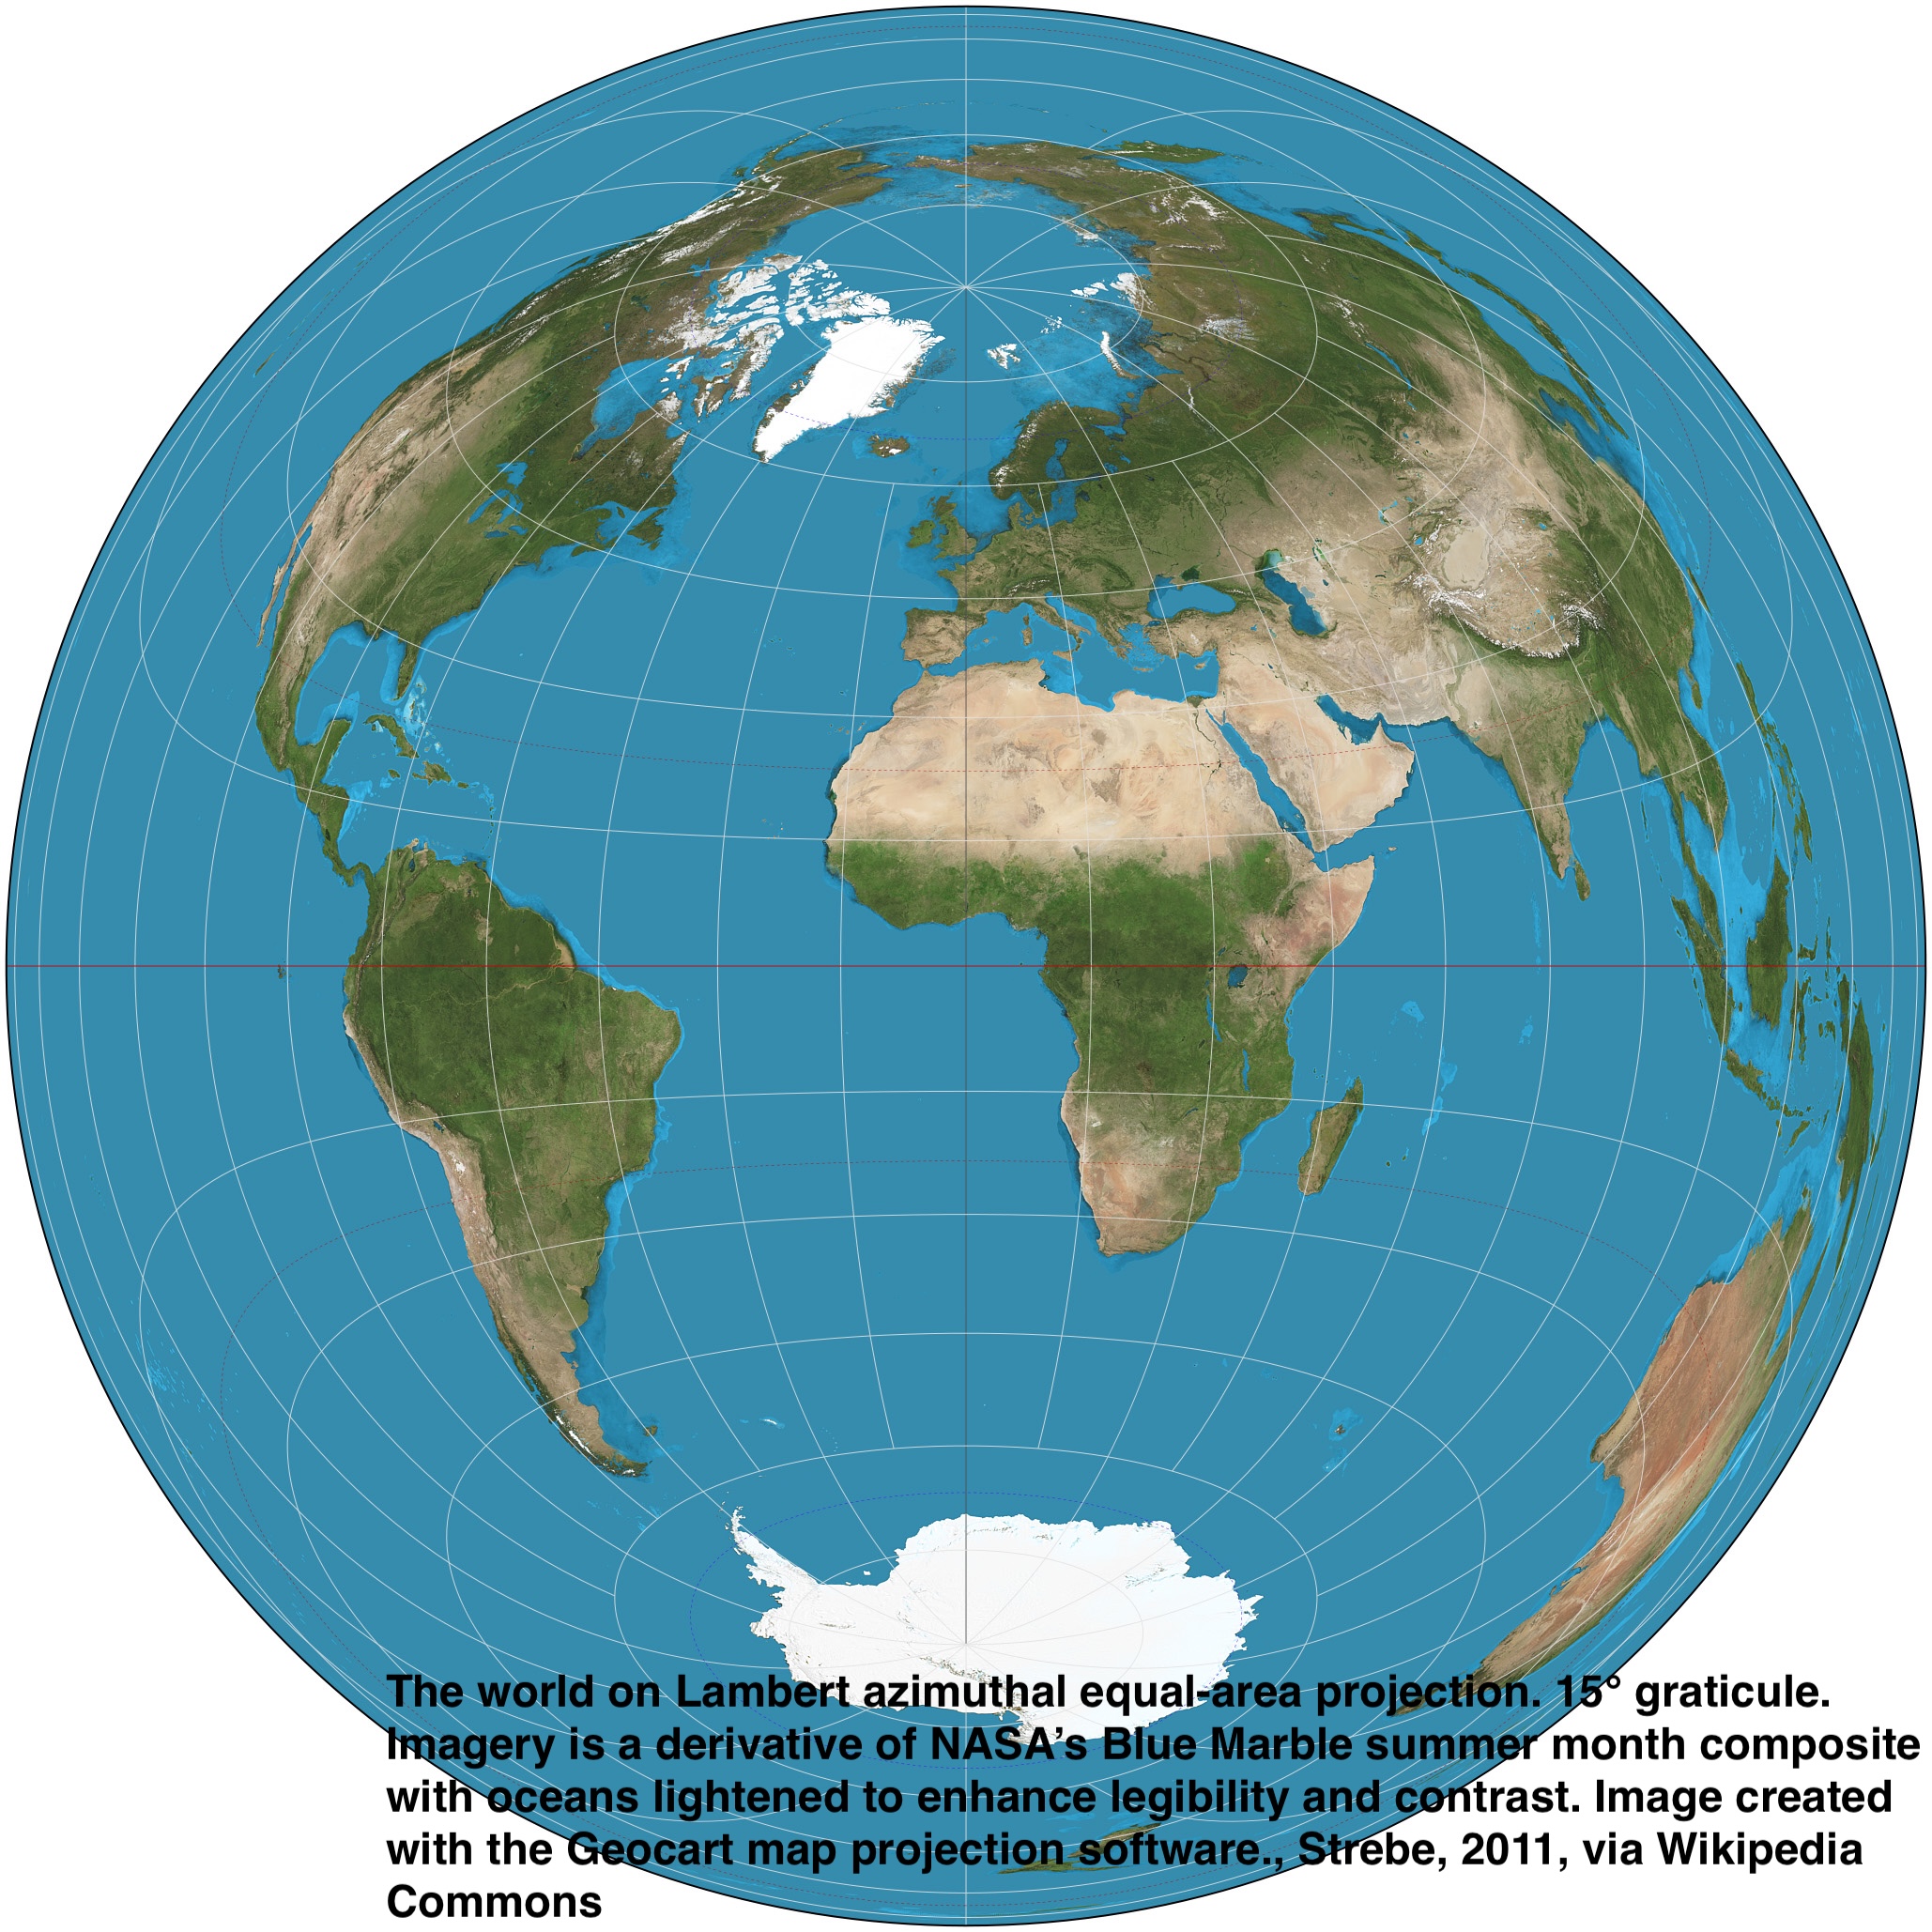 The world on Lambert azimuthal equal-area projection. 15° graticule.
Imagery is a derivative of NASA’s Blue Marble summer month composite
with oceans lightened to enhance legibility and contrast. Image created
with the Geocart map projection software., Strebe, 2011, via Wikipedia
Commons